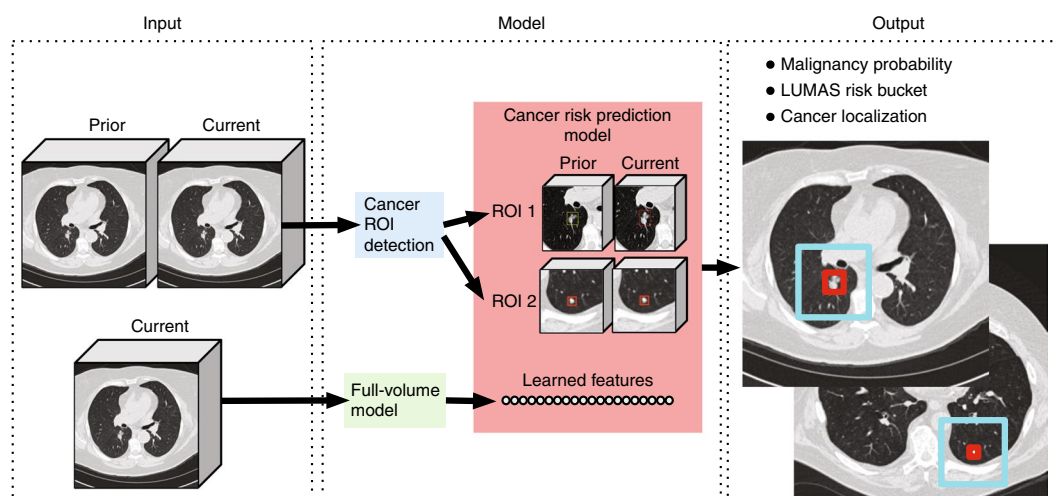 Input
Model
Output
Prior
Current
Current
Cancer
ROI
detection
Full-volume
model
Cancer risk prediction
model
Prior
Current
ROI 1
ROI 2
Learned features
● Malignancy probability
● LUMAS risk bucket
● Cancer localization